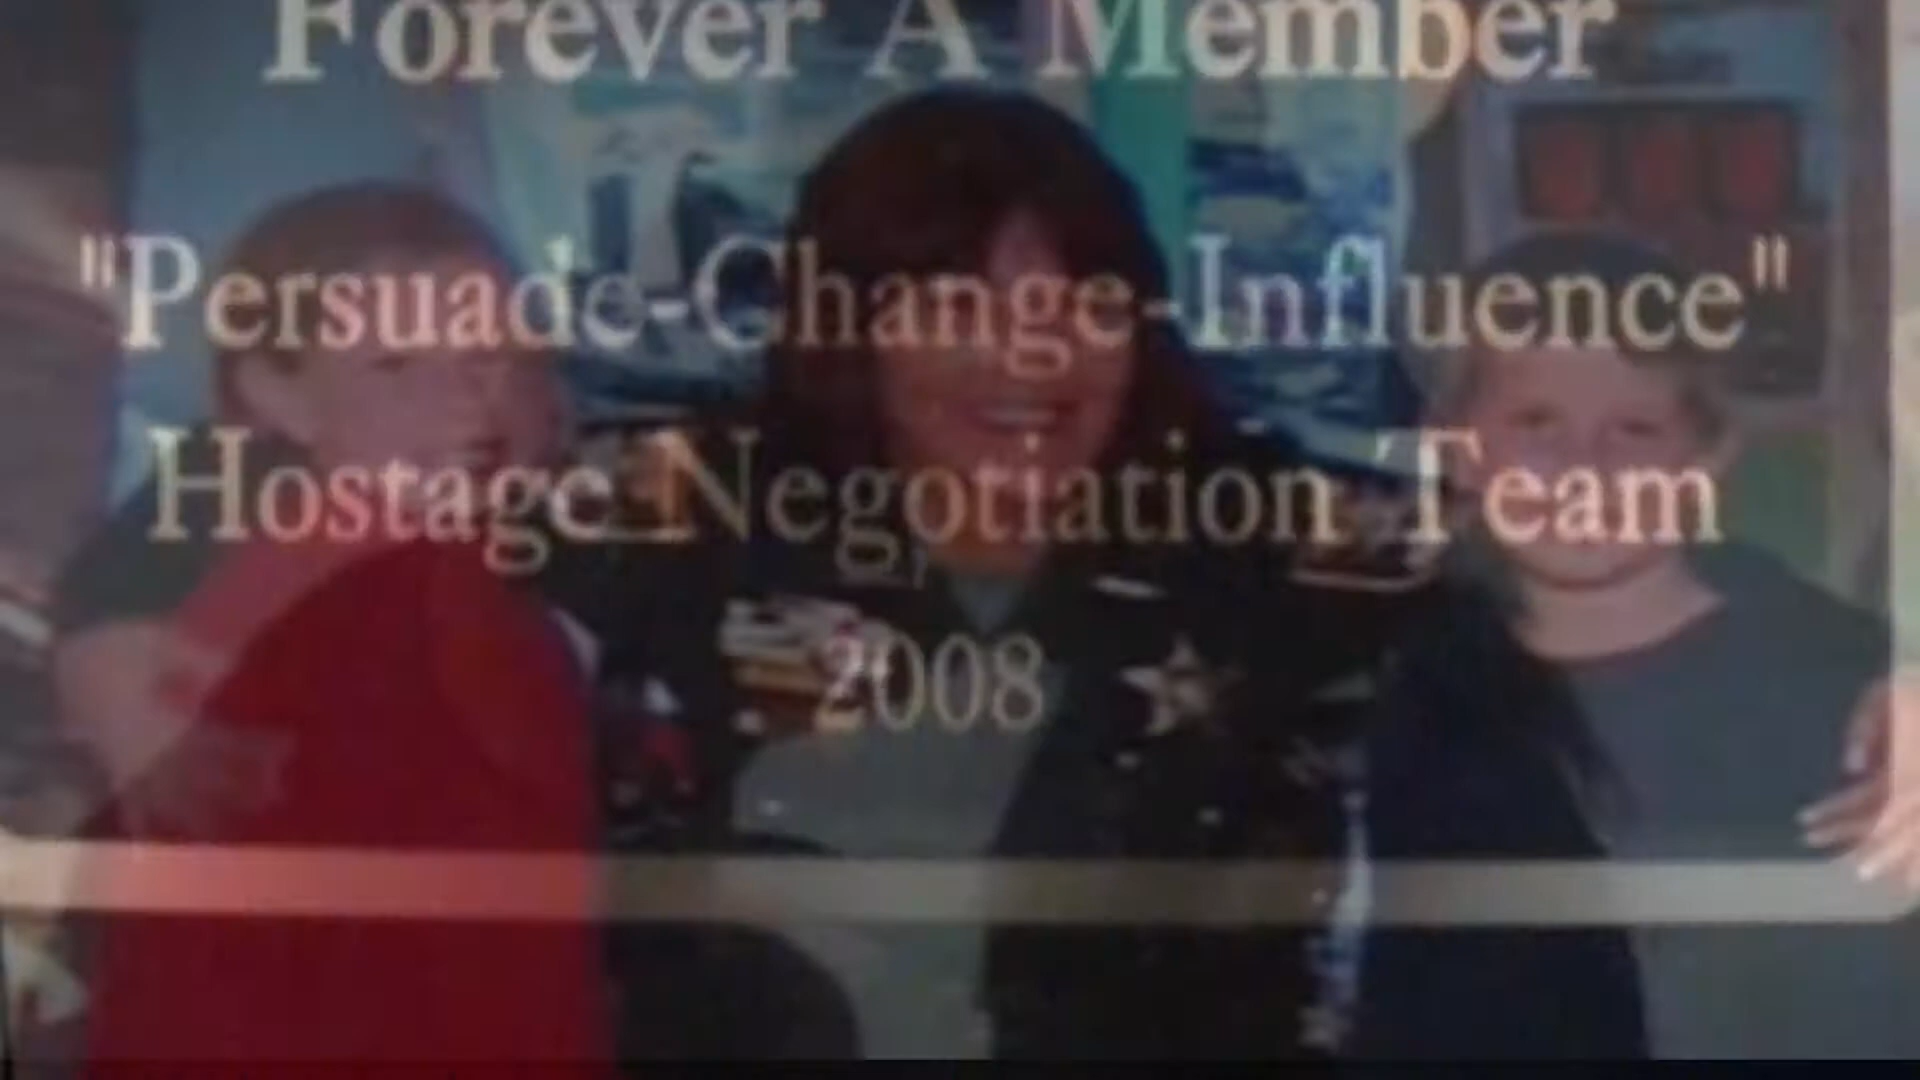 Forever A Member
"Persuade-Change-Influence"
Hostage Negotiation Team
2008